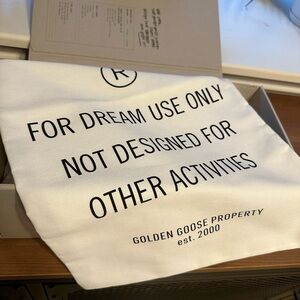 R
FOR DREAM USE ONLY
NOT DESIGNED FOR
OTHER ACTIVITIES
GOLDEN GOOSE PROPERTY
est. 2000